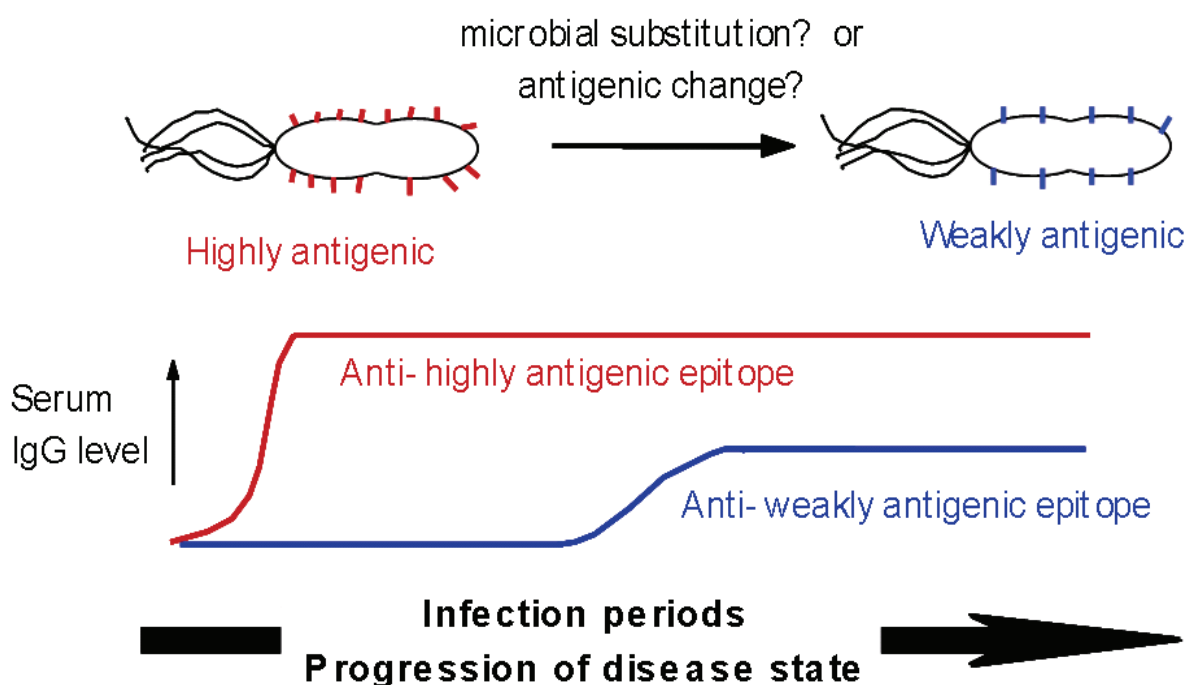 microbial substitution? or
antigenic change?
Highly antigenic
Weakly antigenic
Anti- highly antigenic epitope
Serum
IgG level
Anti- weakly antigenic epitope
Infection periods
Progression of disease state